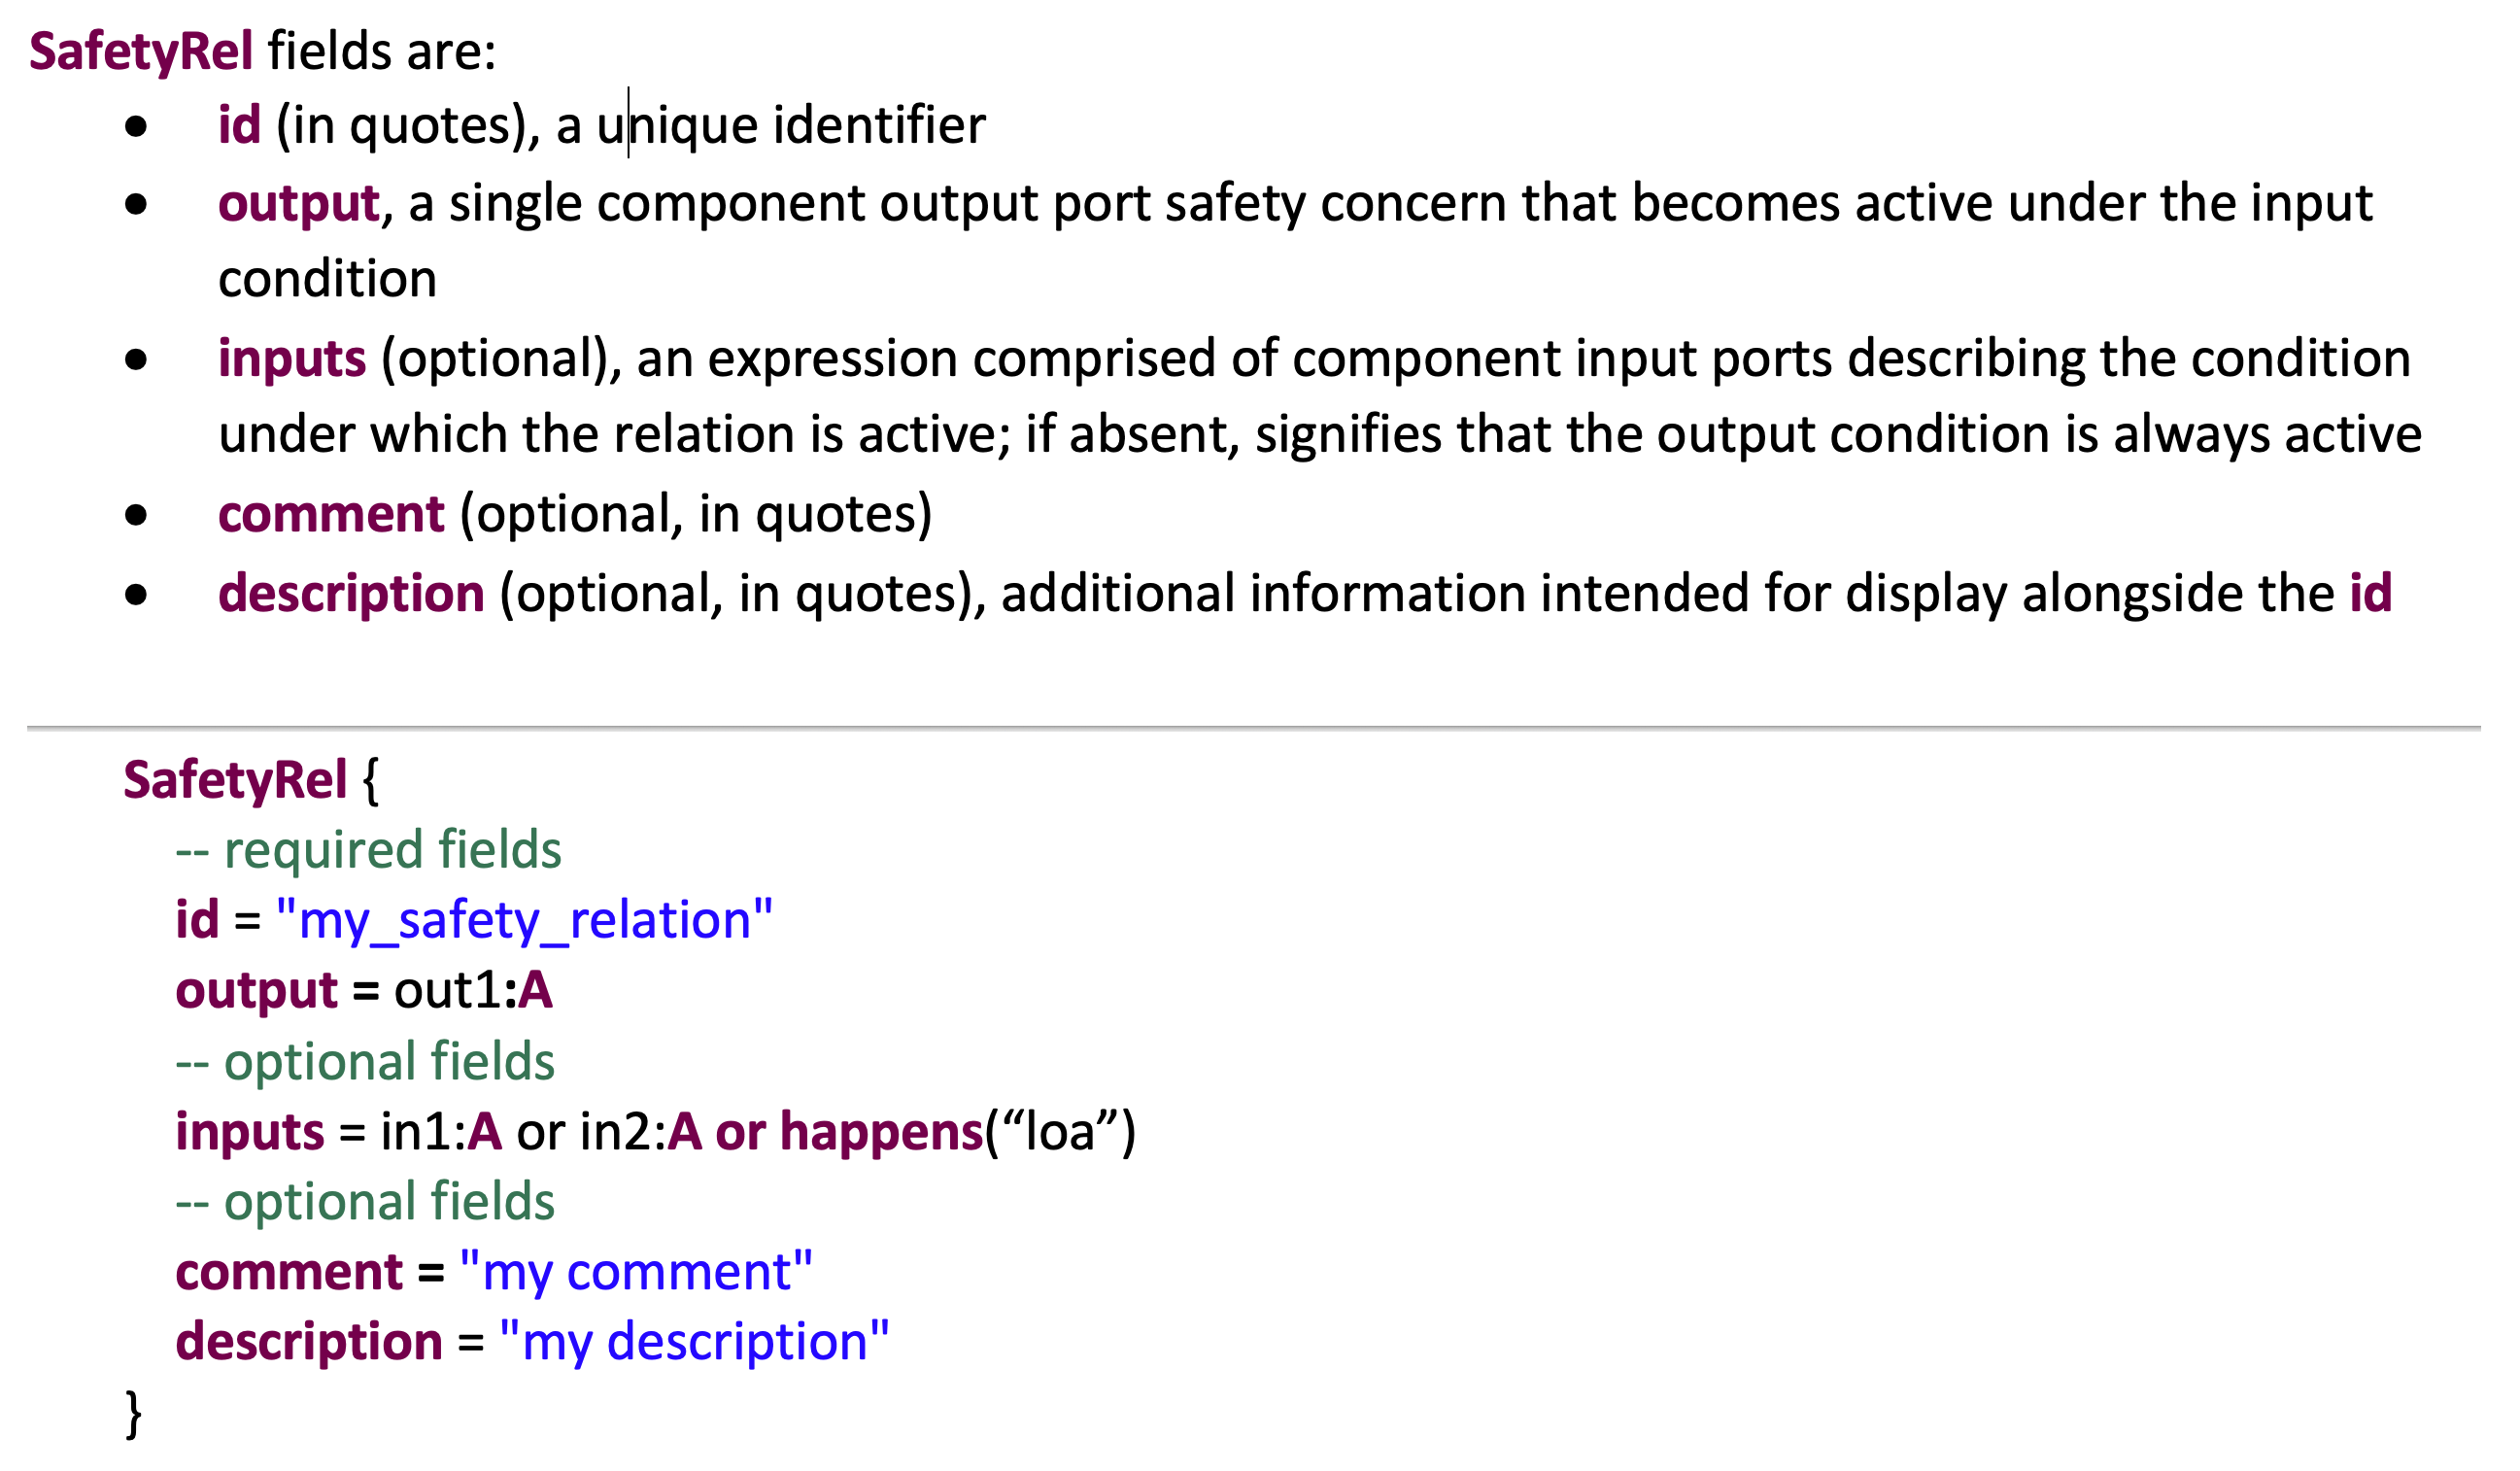 SafetyRel fields are:
● id (in quotes), a unique identifier
● output, a single component output port safety concern that becomes active under the input
condition
● inputs (optional), an expression comprised of component input ports describing the condition
under which the relation is active; if absent, signifies that the output condition is always active
● comment (optional, in quotes)
● description (optional, in quotes), additional information intended for display alongside the id
SafetyRel {
-- required fields
id = "my_safety_relation"
output = out1:A
-- optional fields
inputs = in1:A or in2:A or happens(“loa”)
-- optional fields
comment = "my comment"
description = "my description"
}